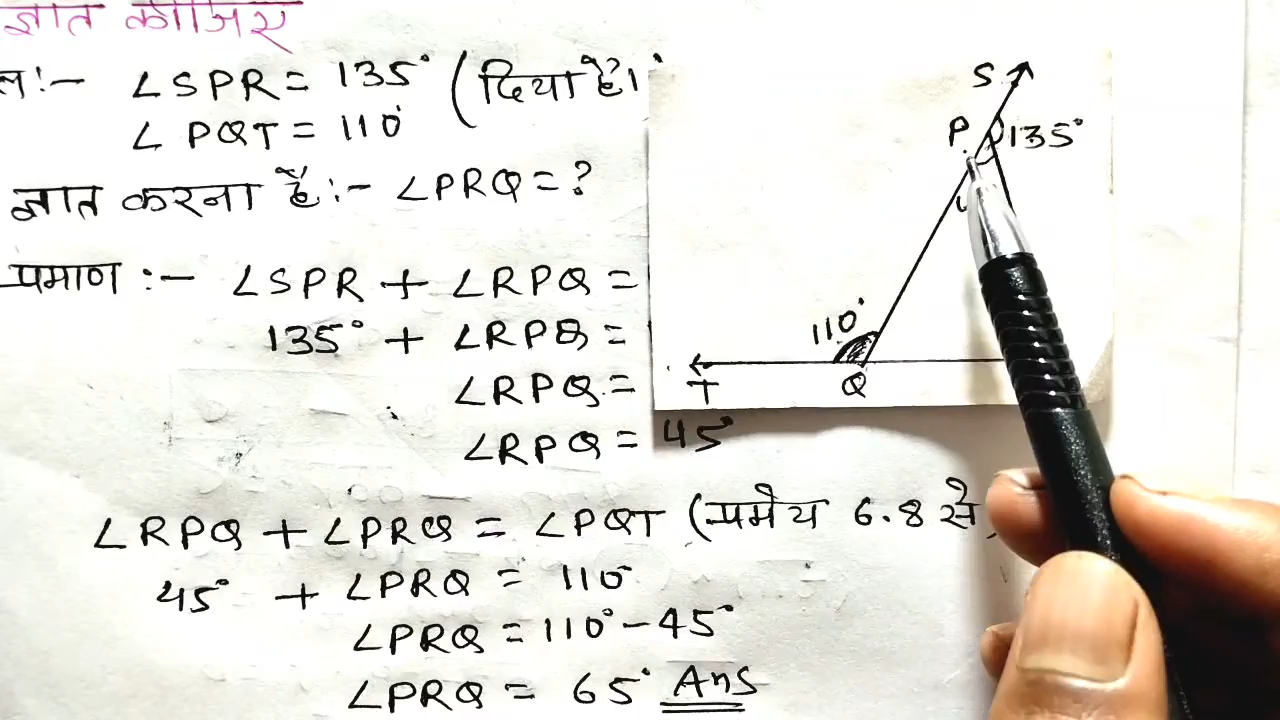 ज्ञात कीजिए
ल:- ∠SPR = 135° (दिया है।
∠PQT = 110°
ज्ञात करना है:- ∠PRQ = ?
प्रमाण :- ∠SPR + ∠RPQ =
135° + ∠RPQ =
∠RPQ =
∠RPQ = 45°
∠RPQ + ∠PRQ = ∠PQT (प्रमेय 6.8 से
45° + ∠PRQ = 110°
∠PRQ = 110° - 45°
∠PRQ = 65° Ans
S
P 135°
110°
T Q